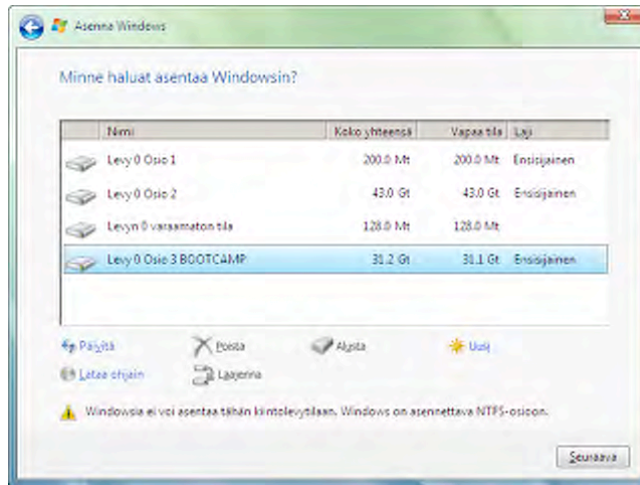 Asenna Windows
Minne haluat asentaa Windowsin?
Nimi Koko yhteensä Vapaa tila Laji
Levy 0 Osio 1 200.0 Mt 200.0 Mt Ensisijainen
Levy 0 Osio 2 43.0 Gt 43.0 Gt Ensisijainen
Levyn 0 varaamaton tila 128.0 Mt 128.0 Mt
Levy 0 Osio 3 BOOTCAMP 31.2 Gt 31.1 Gt Ensisijainen
Päivitä Poista Alusta Uusi
Lataa ohjain Laajenna
Windowsia ei voi asentaa tähän kiintolevytilaan. Windows on asennettava NTFS-osioon.
Seuraava